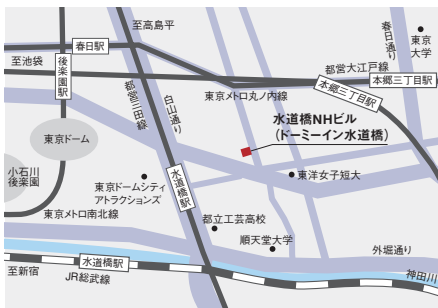 至高島平
春日通り
東京
大学
春日駅
至池袋
後楽園駅
都営大江戸線
本郷三丁目駅
本郷三丁目駅
東京メトロ丸ノ内線
都営三田線
白山通り
水道橋NHビル
(ドーミーイン水道橋)
東京ドーム
小石川
後楽園
東京ドームシティ
アトラクションズ
水道橋駅
東洋女子短大
東京メトロ南北線
都立工芸高校
順天堂大学
外堀通り
水道橋駅
至新宿
JR総武線
神田川